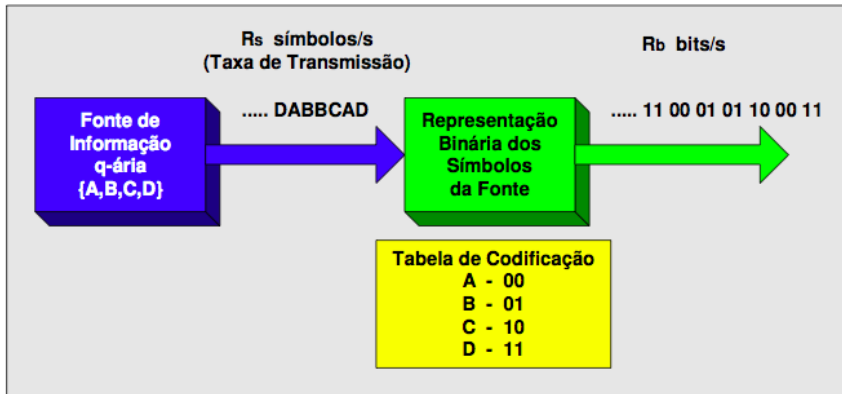 Rs símbolos/s
(Taxa de Transmissão)
Rb bits/s
Fonte de
Informação
q-ária
{A,B,C,D}
..... DABBCAD
Representação
Binária dos
Símbolos
da Fonte
..... 11 00 01 01 10 00 11
Tabela de Codificação
A - 00
B - 01
C - 10
D - 11